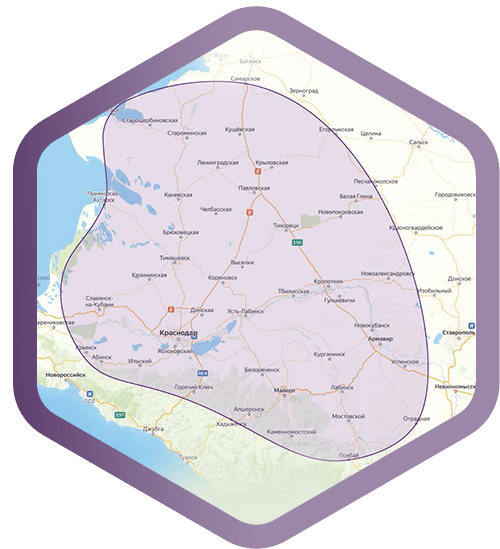 Батайск
Самарское
Зерноград
Старощербиновская
Староминская
Кущёвская
Егорлыкская
Целина
Сальск
Ленинградская
Крыловская
Песчанокопское
Павловская
Каневская
Приморско-
Ахтарск
Белая Глина
Городовиковск
Челбасская
Новопокровская
Тихорецк
Красногвардейское
Брюховецкая
E50
Тимашевск
Выселки
Калининская
Кореновск
Кропоткин
Новоалександровск
Донское
Тбилисская
Изобильный
Гулькевичи
Славянск-
на-Кубани
Динская
Усть-Лабинск
Новокубанск
Ставрополь
Краснодар
Армавир
Крымск
Яблоновский
Абинск
Ильский
Курганинск
Успенское
Новороссийск
М-4
Белореченск
Горячий Ключ
Майкоп
Лабинск
Невинномысск
GDZ
E97
Апшеронск
Мостовской
Отрадная
Джубга
Хадыженск
Каменномостский
Псебай
Туапсе